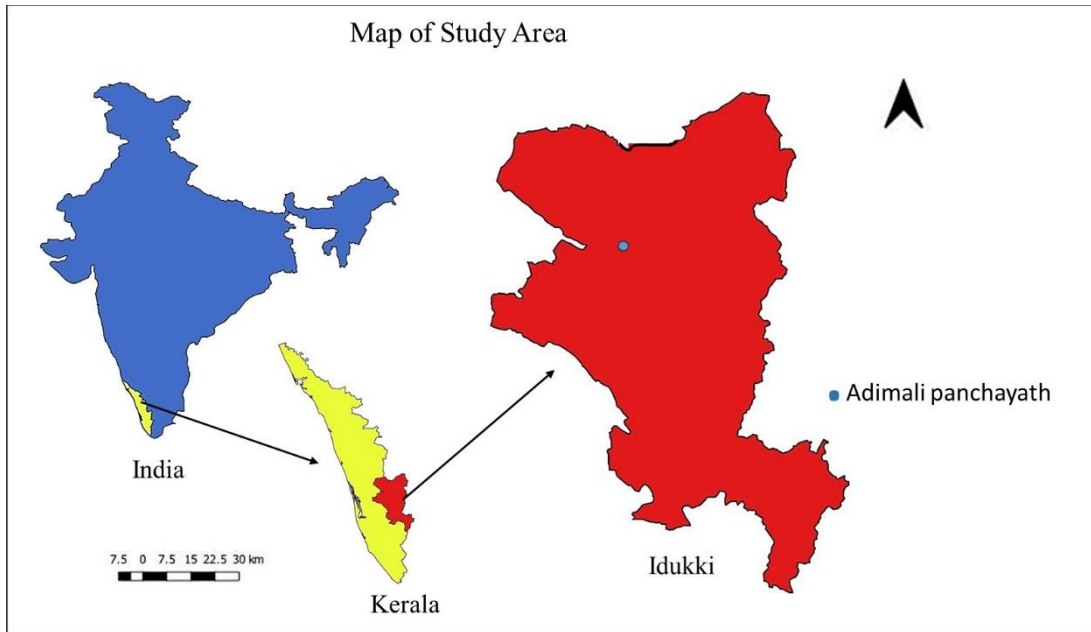 Map of Study Area
Adimali panchayath
India
7.5 0 7.5 15 22.5 30 km
Kerala
Idukki